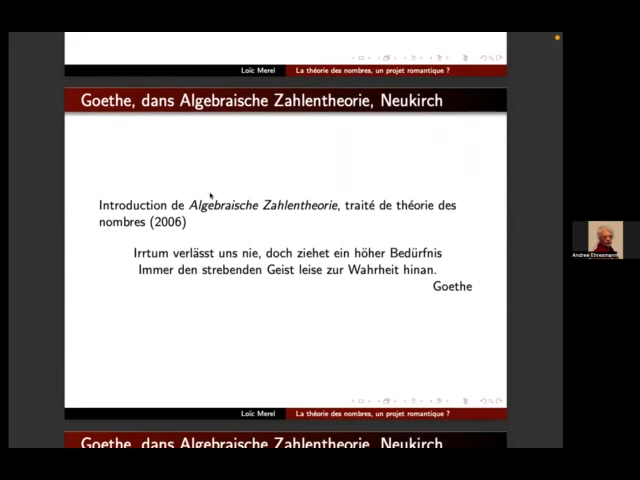 Loïc Merel La théorie des nombres, un projet romantique ?
Goethe, dans Algebraische Zahlentheorie, Neukirch
Introduction de Algebraische Zahlentheorie, traité de théorie des
nombres (2006)
Irrtum verlässt uns nie, doch ziehet ein höher Bedürfnis
Immer den strebenden Geist leise zur Wahrheit hinan.
Goethe
Andree Ehresmann
Loïc Merel La théorie des nombres, un projet romantique ?
Goethe, dans Algebraische Zahlentheorie, Neukirch